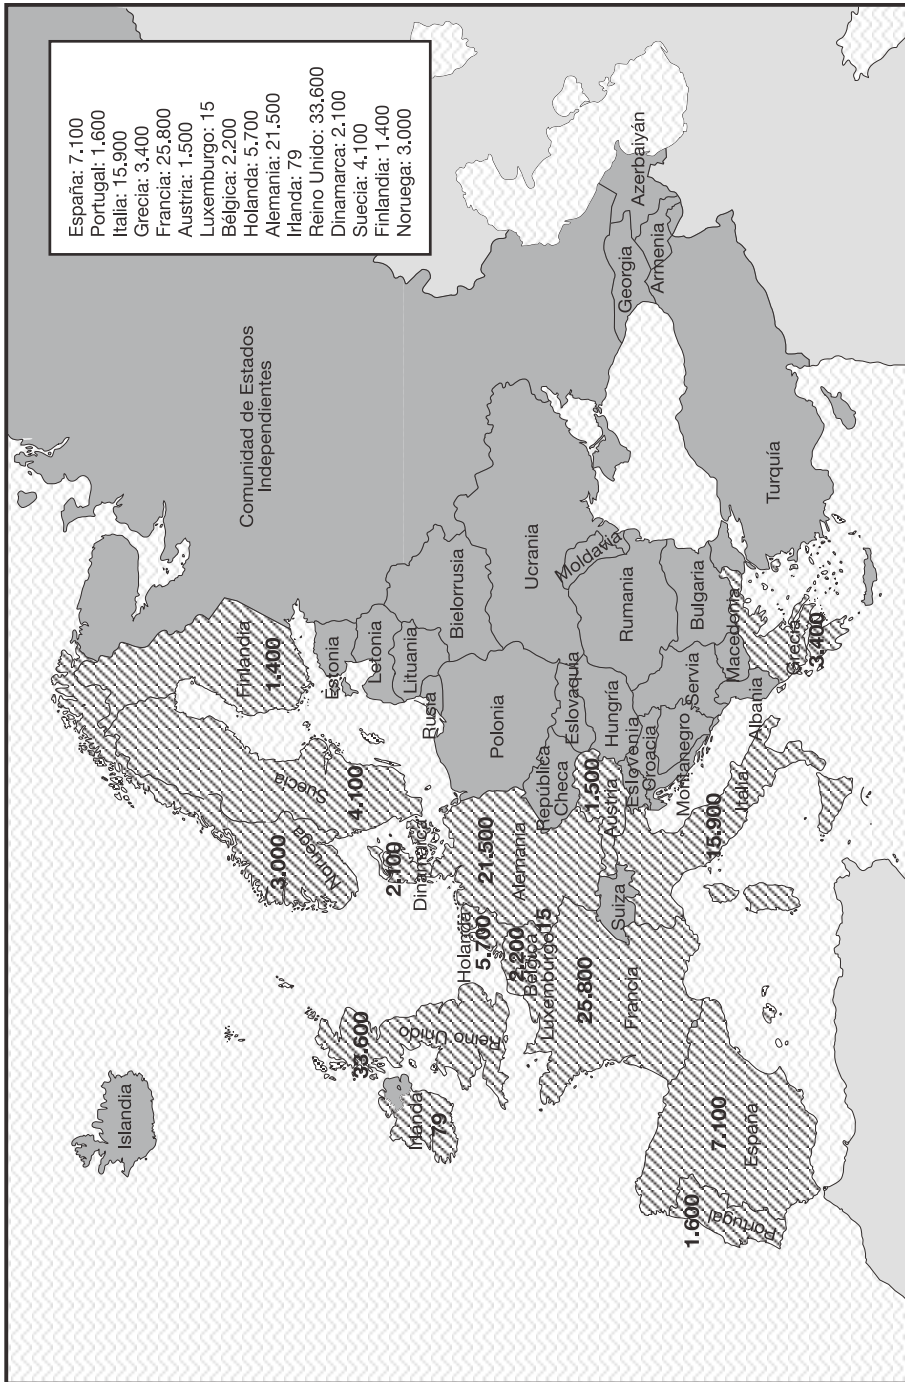 España: 7.100
Portugal: 1.600
Italia: 15.900
Grecia: 3.400
Francia: 25.800
Austria: 1.500
Luxemburgo: 15
Bélgica: 2.200
Holanda: 5.700
Alemania: 21.500
Irlanda: 79
Reino Unido: 33.600
Dinamarca: 2.100
Suecia: 4.100
Finlandia: 1.400
Noruega: 3.000
Islandia
Noruega
3.000
Suecia
4.100
Finlandia
1.400
Comunidad de Estados
Independientes
Estonia
Letonia
Lituania
Rusia
Bielorrusia
Dinamarca
2.100
Irlanda
79
Reino Unido
33.600
Holanda
5.700
2.200
Bélgica
Luxemburgo
15
21.500
Alemania
Polonia
República
Checa
Eslovaquia
Ucrania
Moldavia
25.800
Francia
Suiza
1.500
Austria
Hungría
Eslovenia
Croacia
Montanegro
Servia
Rumania
Bulgaria
Macedonia
Albania
15.900
Italia
1.600
Portugal
7.100
España
Grecia
3.400
Turquía
Georgia
Armenia
Azerbaiyán